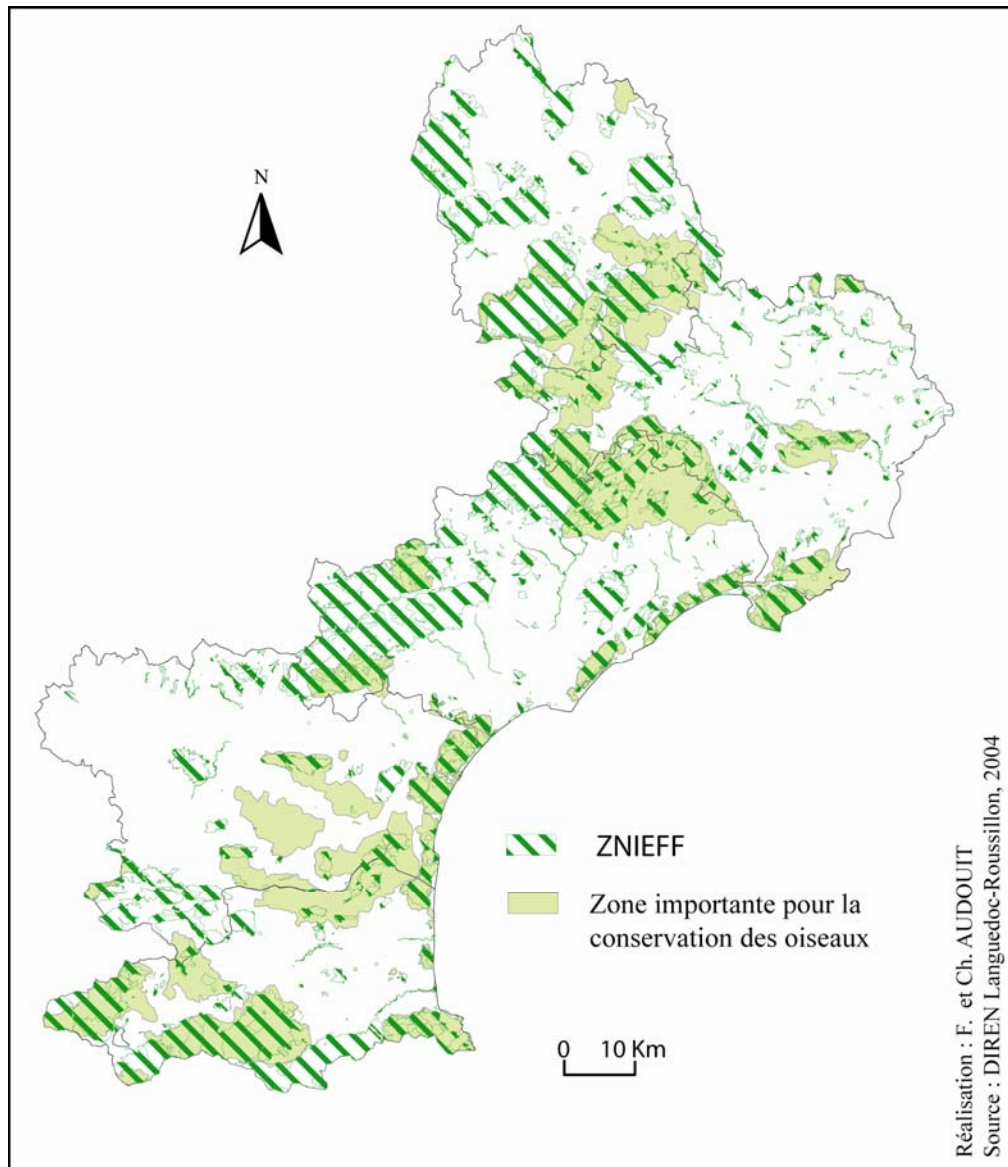 N
ZNIEFF
Zone importante pour la
conservation des oiseaux
0 10 Km
Réalisation : F. et Ch. AUDOUIT
Source : DIREN Languedoc-Roussillon, 2004